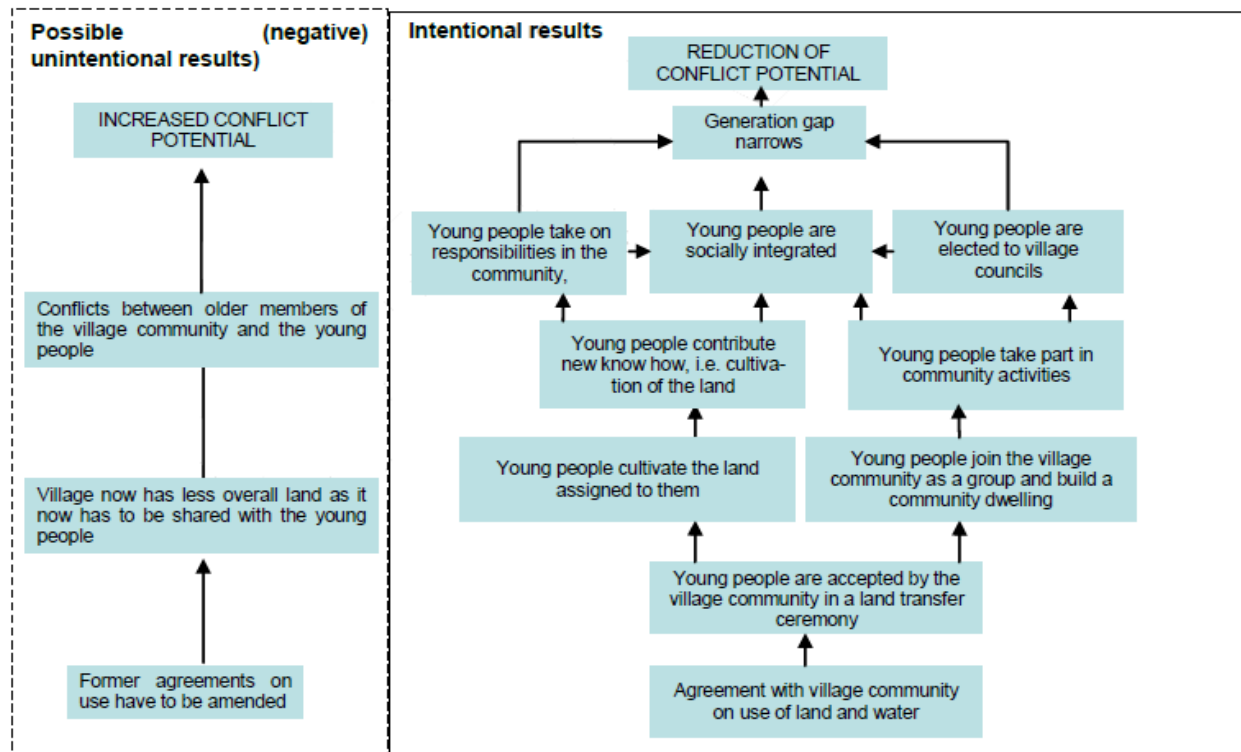 Possible (negative)
unintentional results)
INCREASED CONFLICT
POTENTIAL
Conflicts between older members of
the village community and the young
people
Village now has less overall land as it
now has to be shared with the young
people
Former agreements on
use have to be amended
Intentional results
REDUCTION OF
CONFLICT POTENTIAL
Generation gap
narrows
Young people take on
responsibilities in the
community,
Young people are
socially integrated
Young people are
elected to village
councils
Young people contribute
new know how, i.e. cultiva-
tion of the land
Young people take part in
community activities
Young people cultivate the land
assigned to them
Young people join the village
community as a group and build a
community dwelling
Young people are accepted by the
village community in a land transfer
ceremony
Agreement with village community
on use of land and water